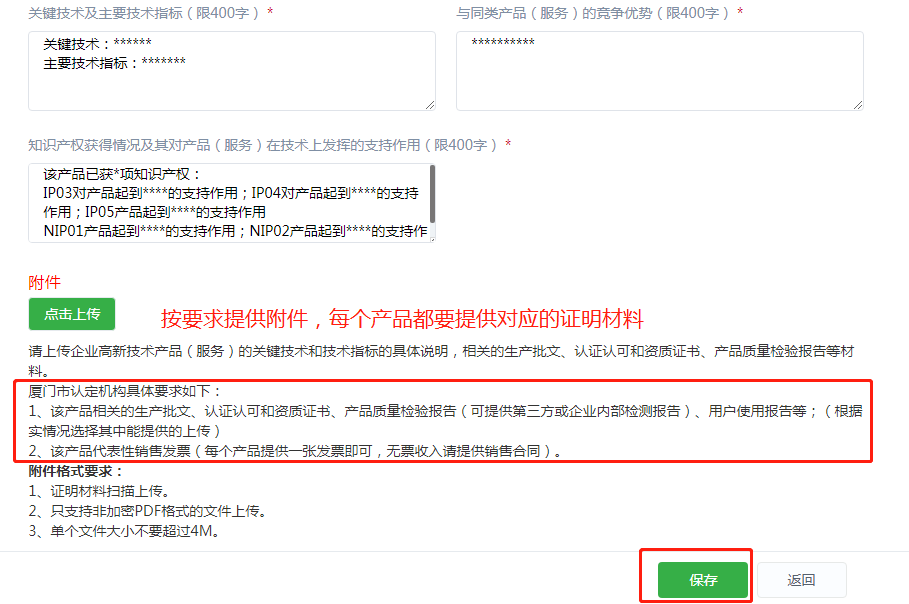 关键技术及主要技术指标（限400字）*
与同类产品（服务）的竞争优势（限400字）*
关键技术：******
主要技术指标：*******
**********
知识产权获得情况及其对产品（服务）在技术上发挥的支持作用（限400字）*
该产品已获*项知识产权：
IP03对产品起到****的支持作用；IP04对产品起到****的支持
作用；IP05产品起到****的支持作用
NIP01产品起到****的支持作用；NIP02产品起到****的支持作
附件
点击上传
按要求提供附件，每个产品都要提供对应的证明材料
请上传企业高新技术产品（服务）的关键技术和技术指标的具体说明，相关的生产批文、认证认可和资质证书、产品质量检验报告等材
料。
厦门市认定机构具体要求如下：
1、该产品相关的生产批文、认证认可和资质证书、产品质量检验报告（可提供第三方或企业内部检测报告）、用户使用报告等；（根据
实情况选择其中能提供的上传）
2、该产品代表性销售发票（每个产品提供一张发票即可，无票收入请提供销售合同）。
附件格式要求：
1、证明材料扫描上传。
2、只支持非加密PDF格式的文件上传。
3、单个文件大小不要超过4M。
保存
返回